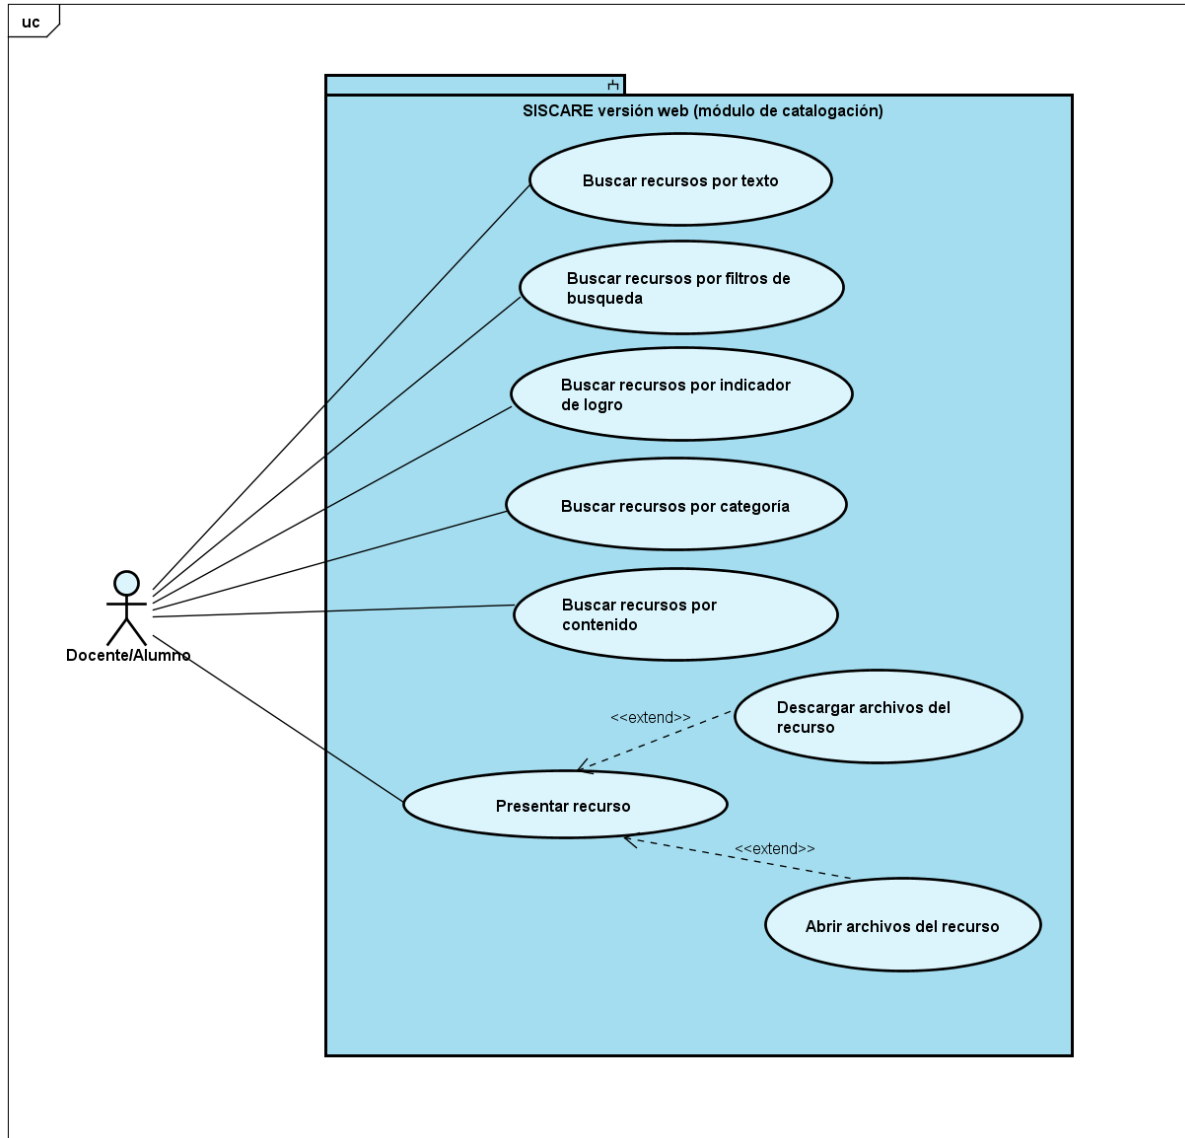 uc
SISCARE versión web (módulo de catalogación)
Buscar recursos por texto
Buscar recursos por filtros de
busqueda
Buscar recursos por indicador
de logro
Buscar recursos por categoría
Buscar recursos por
contenido
Docente/Alumno
Descargar archivos del
recurso
<<extend>>
Presentar recurso
<<extend>>
Abrir archivos del recurso